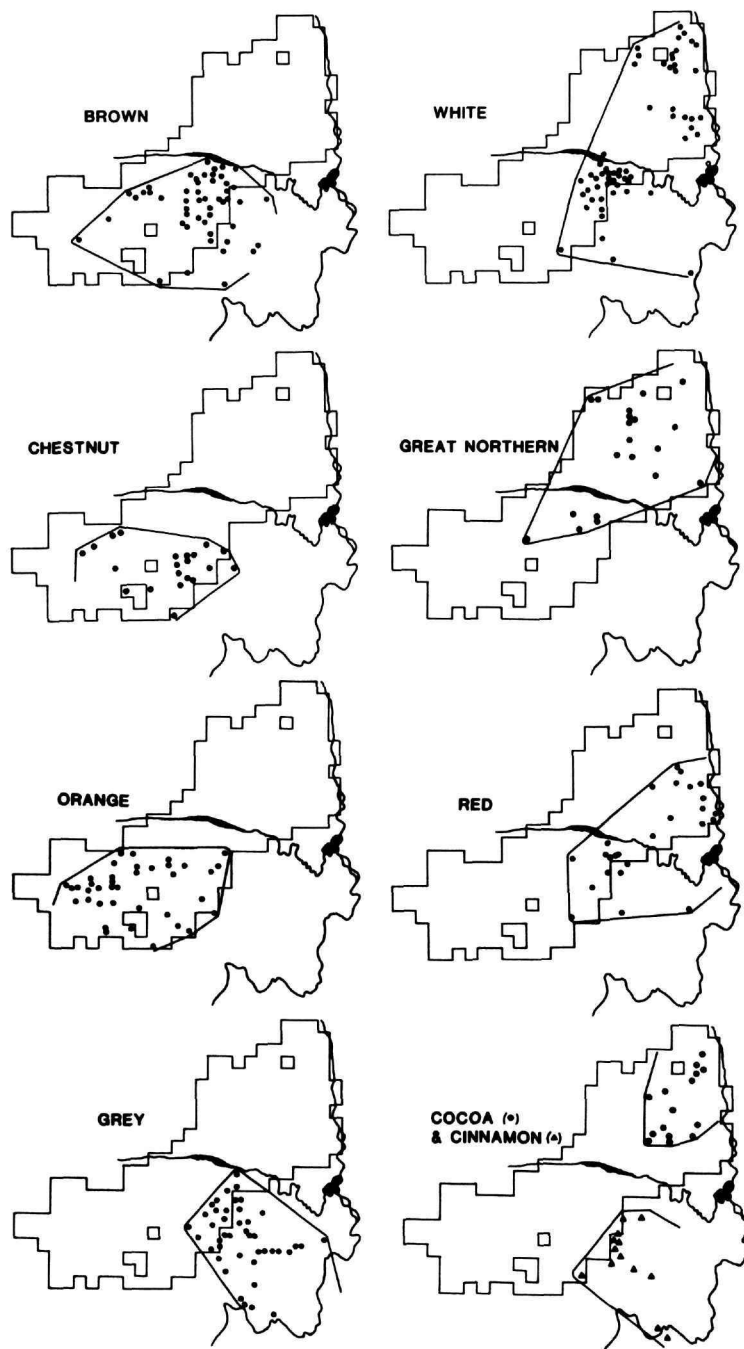 BROWN
WHITE
CHESTNUT
GREAT NORTHERN
ORANGE
RED
GREY
COCOA (●)
& CINNAMON (▲)